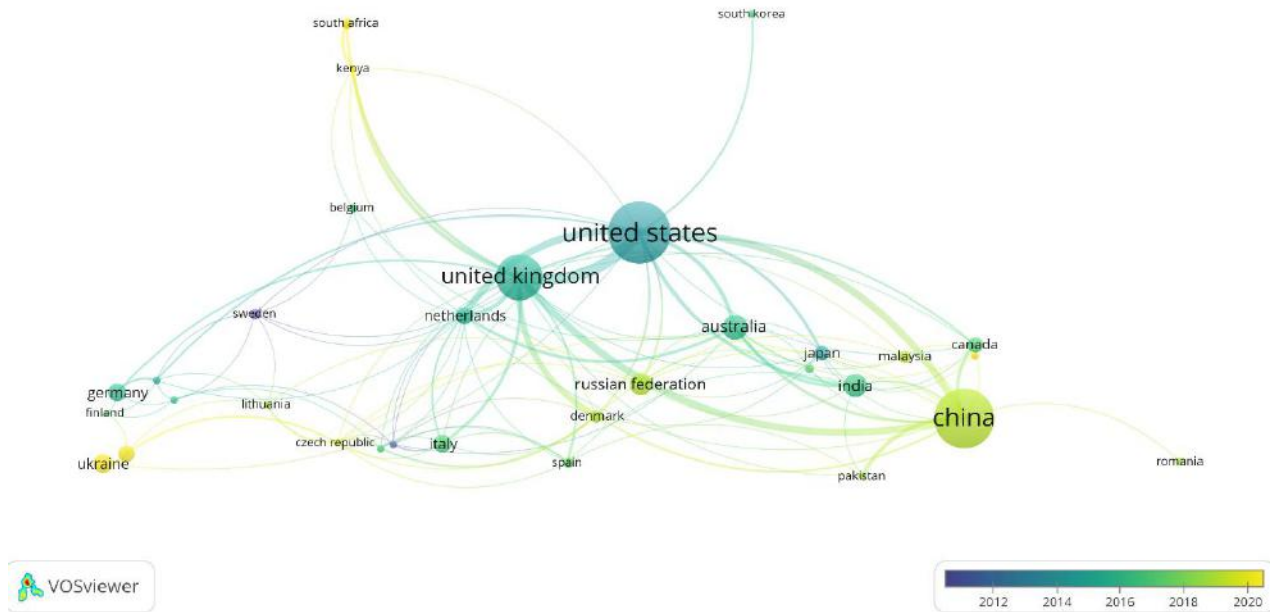 south africa
south korea
kenya
belgium
united states
united kingdom
sweden
netherlands
australia
canada
japan
malaysia
germany
russian federation
india
finland
lithuania
denmark
china
czech republic
italy
ukraine
spain
pakistan
romania
VOSviewer
2012 2014 2016 2018 2020